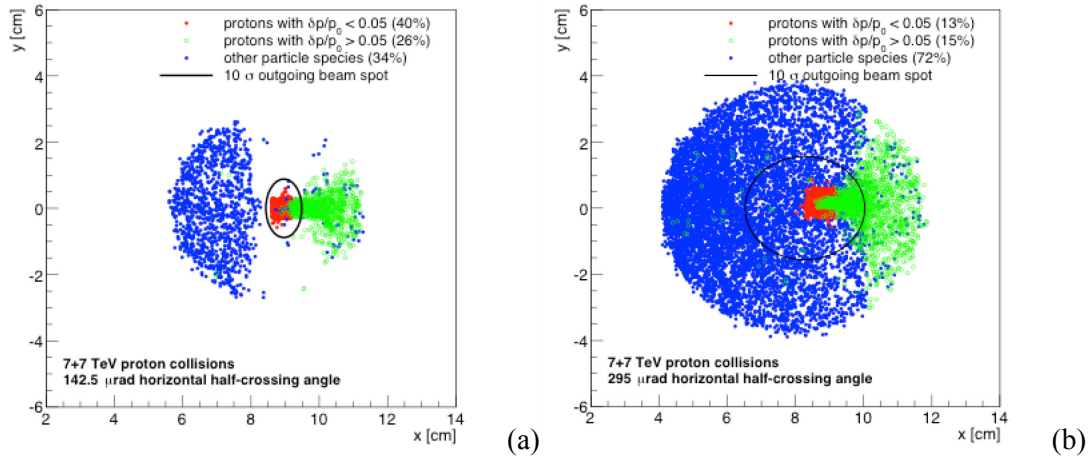 y [cm]
6
4
2
0
-2
-4
-6
protons with δp/p₀ < 0.05 (40%)
protons with δp/p₀ > 0.05 (26%)
other particle species (34%)
10 σ outgoing beam spot
7+7 TeV proton collisions
142.5 μrad horizontal half-crossing angle
2 4 6 8 10 12 14
x [cm]
(a)
y [cm]
6
4
2
0
-2
-4
-6
protons with δp/p₀ < 0.05 (13%)
protons with δp/p₀ > 0.05 (15%)
other particle species (72%)
10 σ outgoing beam spot
7+7 TeV proton collisions
295 μrad horizontal half-crossing angle
2 4 6 8 10 12 14
x [cm]
(b)